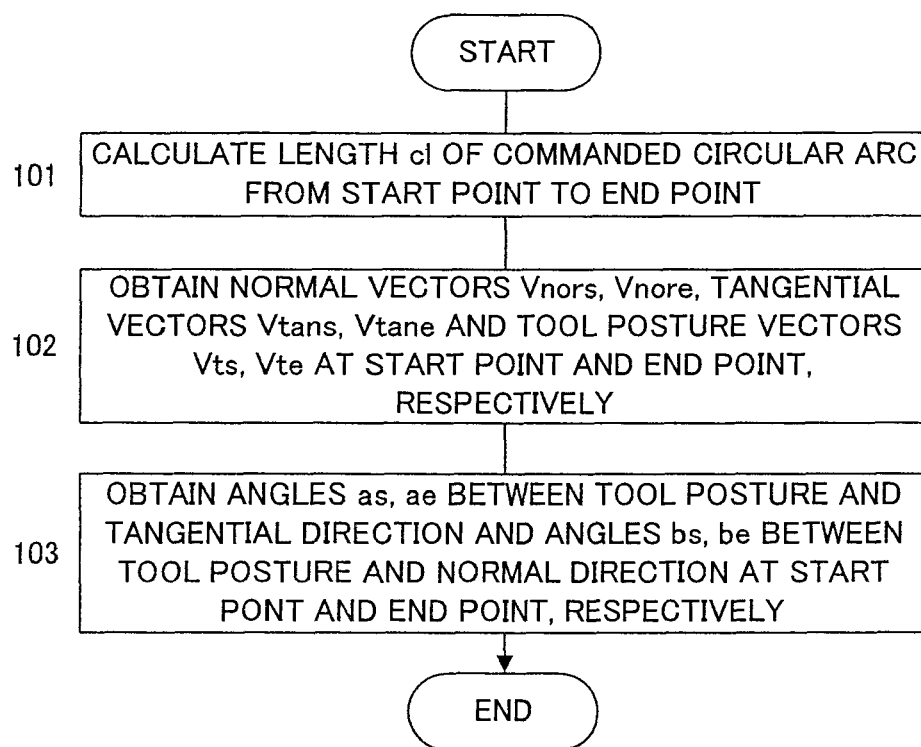 START
101
CALCULATE LENGTH cl OF COMMANDED CIRCULAR ARC
FROM START POINT TO END POINT
102
OBTAIN NORMAL VECTORS Vnors, Vnore, TANGENTIAL
VECTORS Vtans, Vtane AND TOOL POSTURE VECTORS
Vts, Vte AT START POINT AND END POINT,
RESPECTIVELY
103
OBTAIN ANGLES as, ae BETWEEN TOOL POSTURE AND
TANGENTIAL DIRECTION AND ANGLES bs, be BETWEEN
TOOL POSTURE AND NORMAL DIRECTION AT START
PONT AND END POINT, RESPECTIVELY
END